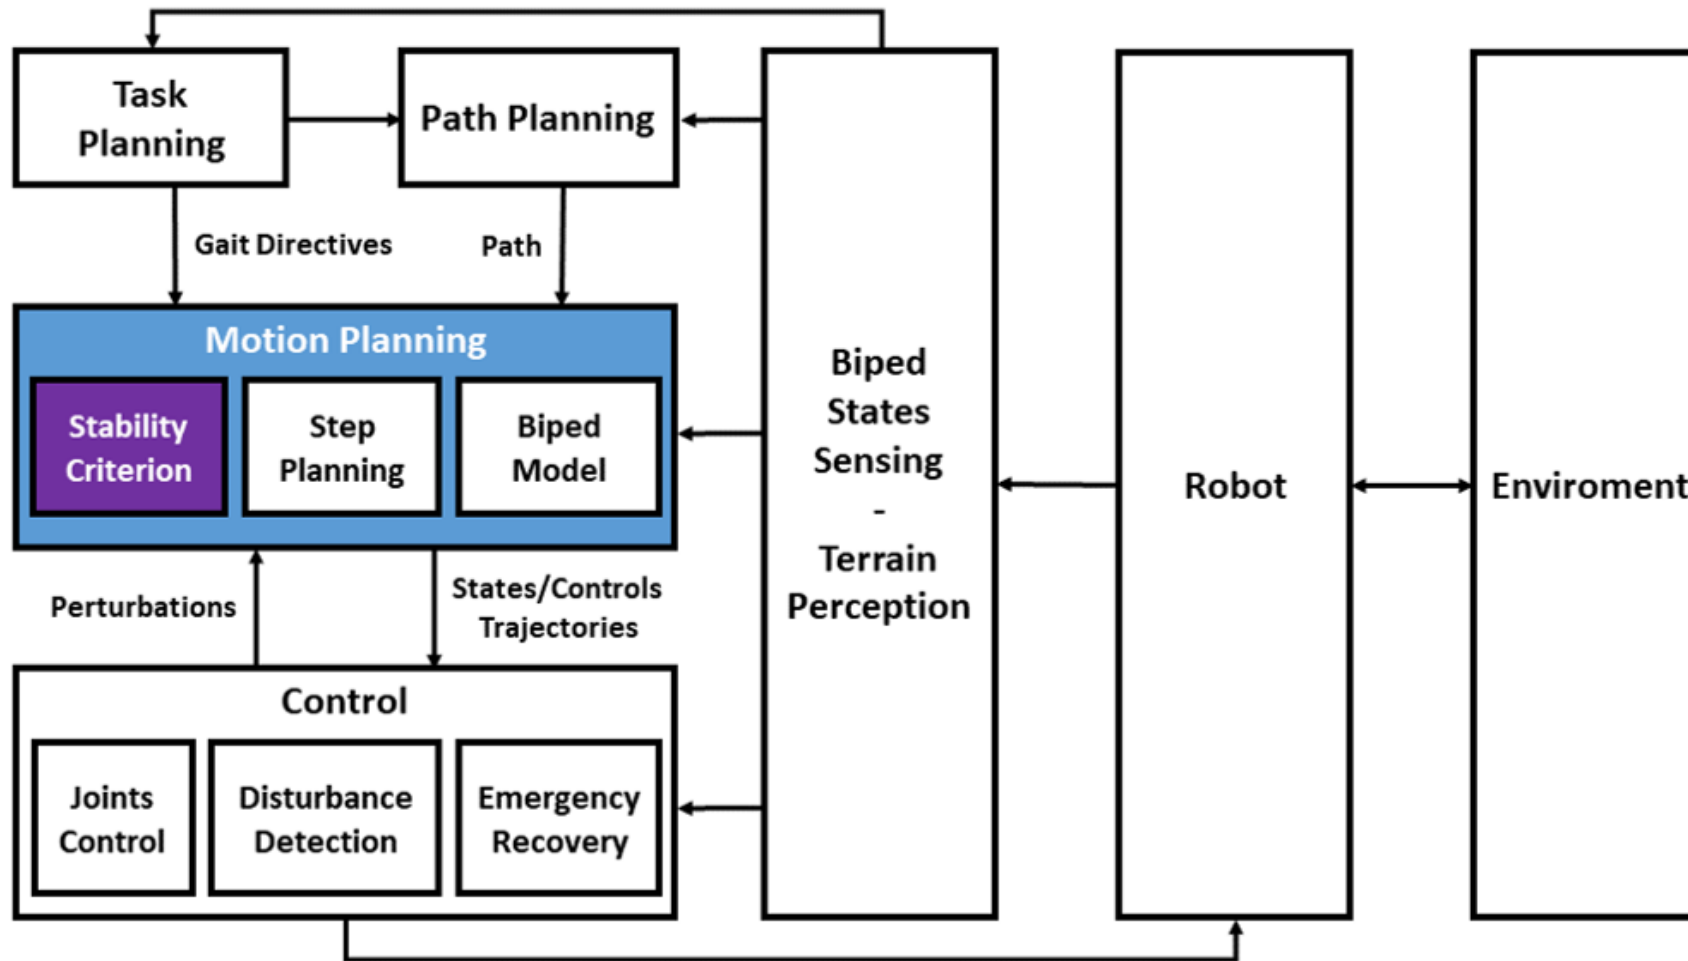 Task
Planning
Path Planning
Gait Directives
Path
Motion Planning
Stability
Criterion
Step
Planning
Biped
Model
Perturbations
States/Controls
Trajectories
Control
Joints
Control
Disturbance
Detection
Emergency
Recovery
Biped
States
Sensing
-
Terrain
Perception
Robot
Enviroment